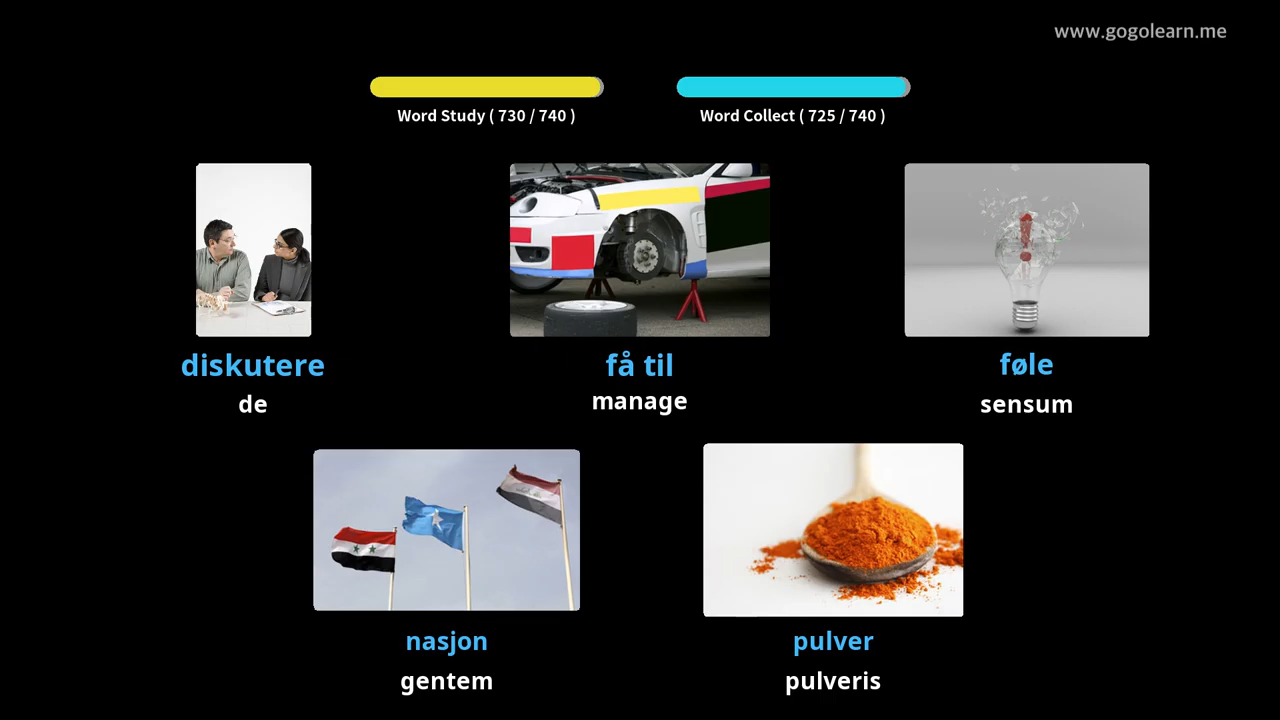 www.gogolearn.me
Word Study ( 730 / 740 )
Word Collect ( 725 / 740 )
diskutere
de
få til
manage
føle
sensum
nasjon
gentem
pulver
pulveris